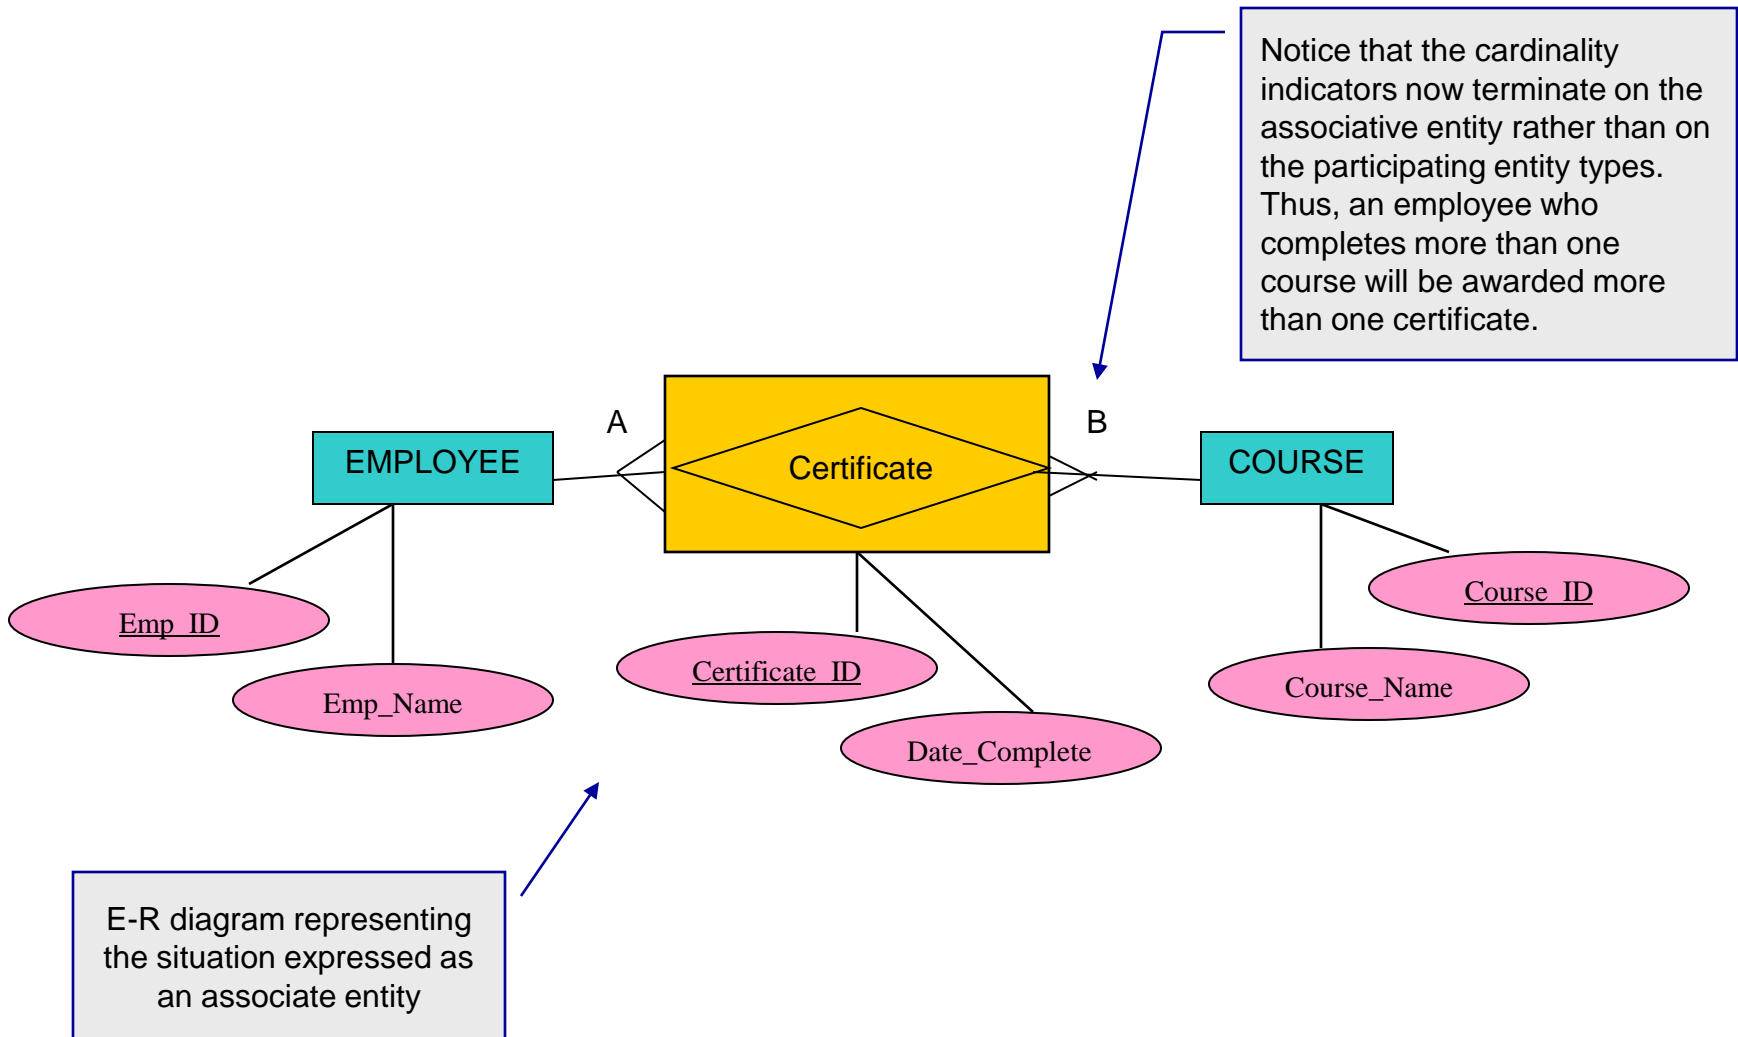 Notice that the cardinality
indicators now terminate on the
associative entity rather than on
the participating entity types.
Thus, an employee who
completes more than one
course will be awarded more
than one certificate.
A
B
EMPLOYEE
Certificate
COURSE
Emp_ID
Emp_Name
Certificate_ID
Date_Complete
Course_ID
Course_Name
E-R diagram representing
the situation expressed as
an associate entity